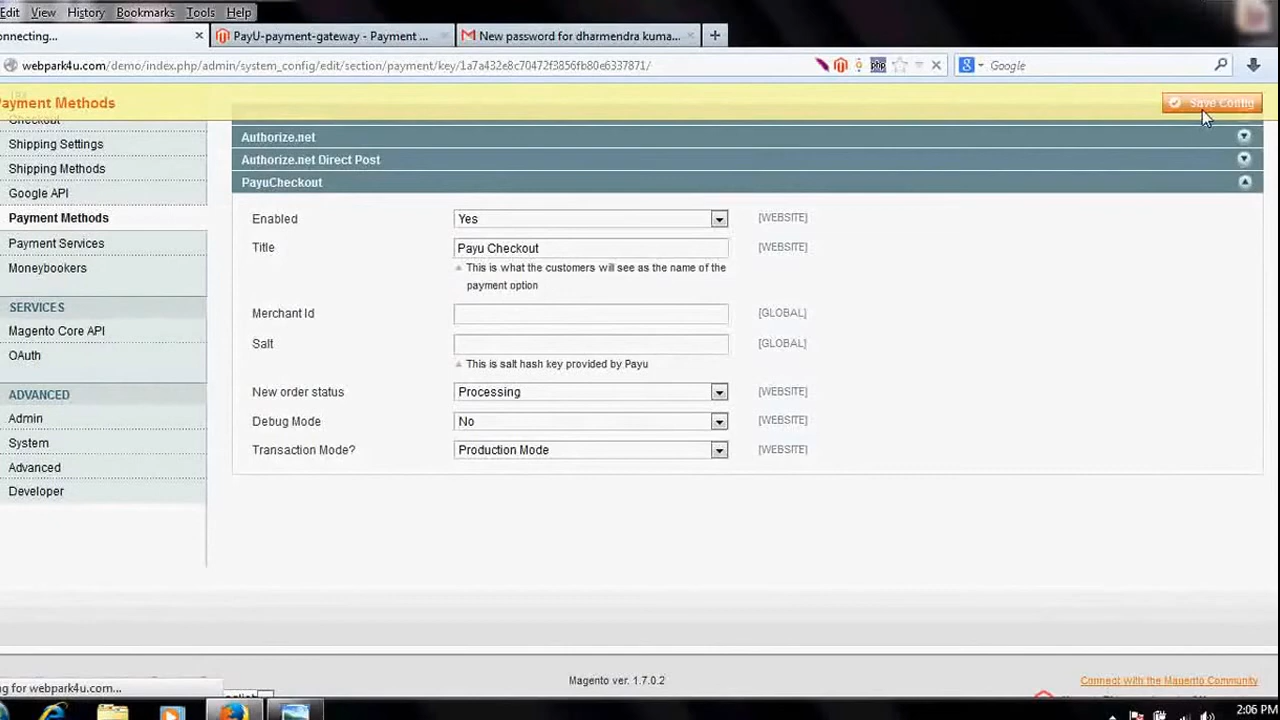 Edit View History Bookmarks Tools Help
onnecting... PayU-payment-gateway - Payment ... New password for dharmendra kuma...
webpark4u.com/demo/index.php/admin/system_config/edit/section/payment/key/1a7a432e8c70472f3856fb80e6337871/ Google
Payment Methods Save Config
Checkout
Shipping Settings
Shipping Methods
Google API
Payment Methods
Payment Services
Moneybookers
SERVICES
Magento Core API
OAuth
ADVANCED
Admin
System
Advanced
Developer
Authorize.net
Authorize.net Direct Post
PayuCheckout
Enabled Yes [WEBSITE]
Title Payu Checkout [WEBSITE]
This is what the customers will see as the name of the
payment option
Merchant Id [GLOBAL]
Salt [GLOBAL]
This is salt hash key provided by Payu
New order status Processing [WEBSITE]
Debug Mode No [WEBSITE]
Transaction Mode? Production Mode [WEBSITE]
Magento ver. 1.7.0.2 Connect with the Magento Community
ng for webpark4u.com...
2:06 PM